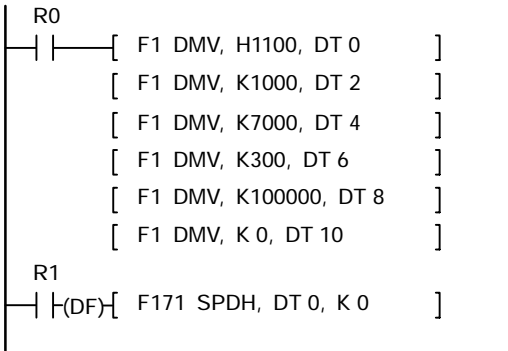 R0
[ F1 DMV, H1100, DT 0 ]
[ F1 DMV, K1000, DT 2 ]
[ F1 DMV, K7000, DT 4 ]
[ F1 DMV, K300, DT 6 ]
[ F1 DMV, K100000, DT 8 ]
[ F1 DMV, K 0, DT 10 ]
R1
(DF) [ F171 SPDH, DT 0, K 0 ]